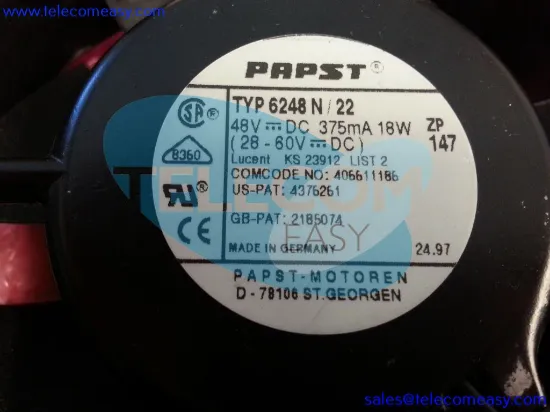 www.telecomeasy.com
PAPST®
TYP 6248 N / 22
48V⎓DC 375mA 18W ZP
(28-60V⎓DC) 147
Lucent KS 23912 LIST 2
8360
COMCODE NO: 406611186
US-PAT: 4376261
TELECOM
GB-PAT: 2185074
EASY
CE
MADE IN GERMANY 24.97
PAPST-MOTOREN
D-78106 ST.GEORGEN
sales@telecomeasy.com